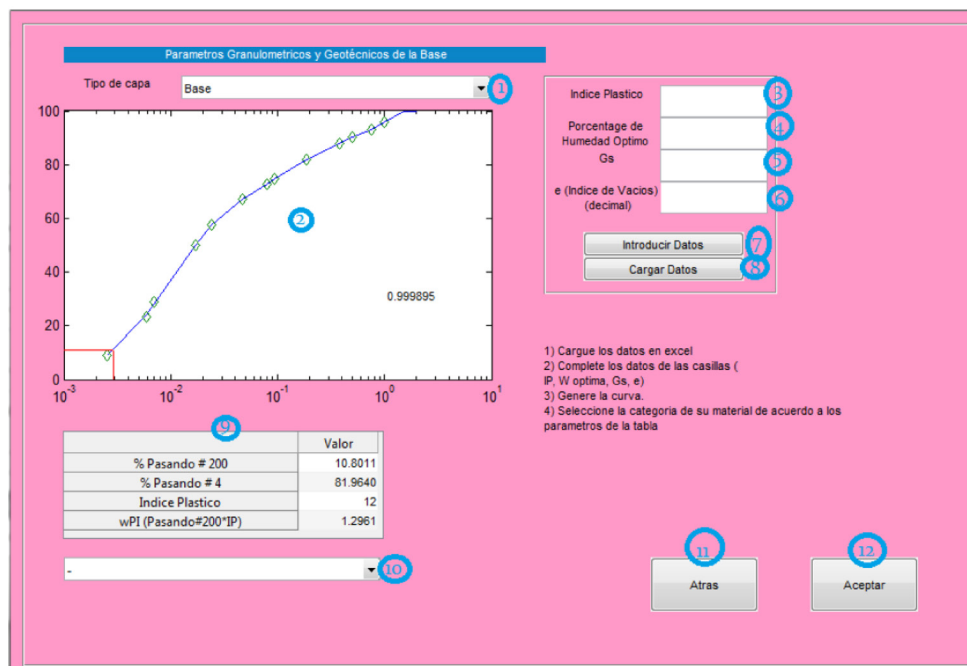 Parametros Granulometricos y Geotécnicos de la Base
Tipo de capa
Base
1
Indice Plastico
3
Porcentage de
Humedad Optimo
4
Gs
5
e (Indice de Vacios)
(decimal)
6
Introducir Datos
7
Cargar Datos
8
100
80
60
40
20
0
2
0.999895
10-3
10-2
10-1
100
101
1) Cargue los datos en excel
2) Complete los datos de las casillas (
IP, W optima, Gs, e)
3) Genere la curva.
4) Seleccione la categoria de su material de acuerdo a los
parametros de la tabla
9
Valor
% Pasando # 200 10.8011
% Pasando # 4 81.9640
Indice Plastico 12
wPI (Pasando#200*IP) 1.2961
-
10
11
Atras
12
Aceptar